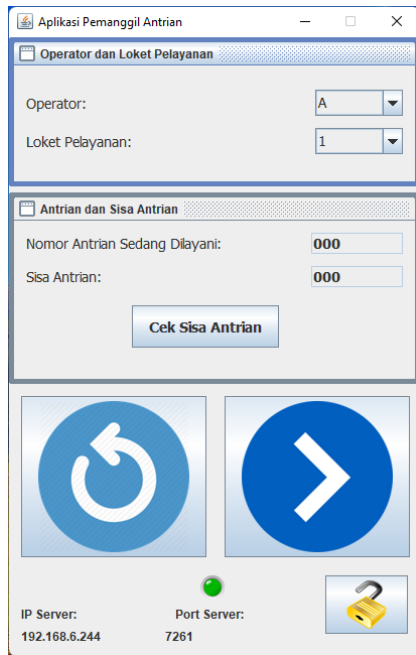 Aplikasi Pemanggil Antrian
Operator dan Loket Pelayanan
Operator: A
Loket Pelayanan: 1
Antrian dan Sisa Antrian
Nomor Antrian Sedang Dilayani: 000
Sisa Antrian: 000
Cek Sisa Antrian
IP Server: Port Server:
192.168.6.244 7261